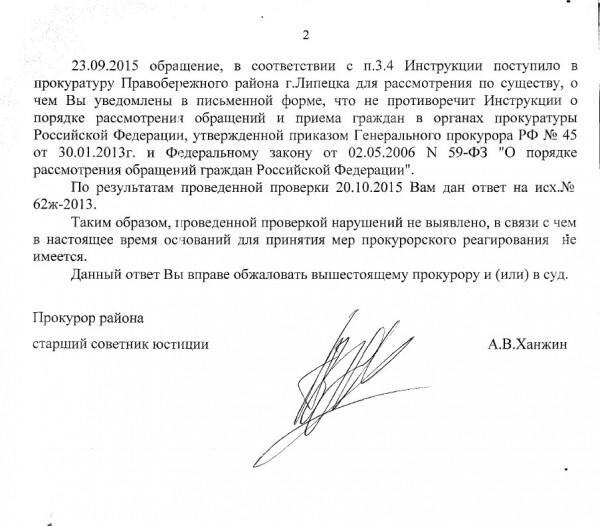 2
23.09.2015 обращение, в соответствии с п.3.4 Инструкции поступило в
прокуратуру Правобережного района г.Липецка для рассмотрения по существу, о
чем Вы уведомлены в письменной форме, что не противоречит Инструкции о
порядке рассмотрения обращений и приема граждан в органах прокуратуры
Российской Федерации, утвержденной приказом Генерального прокурора РФ № 45
от 30.01.2013г. и Федеральному закону от 02.05.2006 N 59-ФЗ "О порядке
рассмотрения обращений граждан Российской Федерации".
По результатам проведенной проверки 20.10.2015 Вам дан ответ на исх.№
62ж-2013.
Таким образом, проведенной проверкой нарушений не выявлено, в связи с чем
в настоящее время оснований для принятия мер прокурорского реагирования не
имеется.
Данный ответ Вы вправе обжаловать вышестоящему прокурору и (или) в суд.
Прокурор района
старший советник юстиции А.В.Ханжин